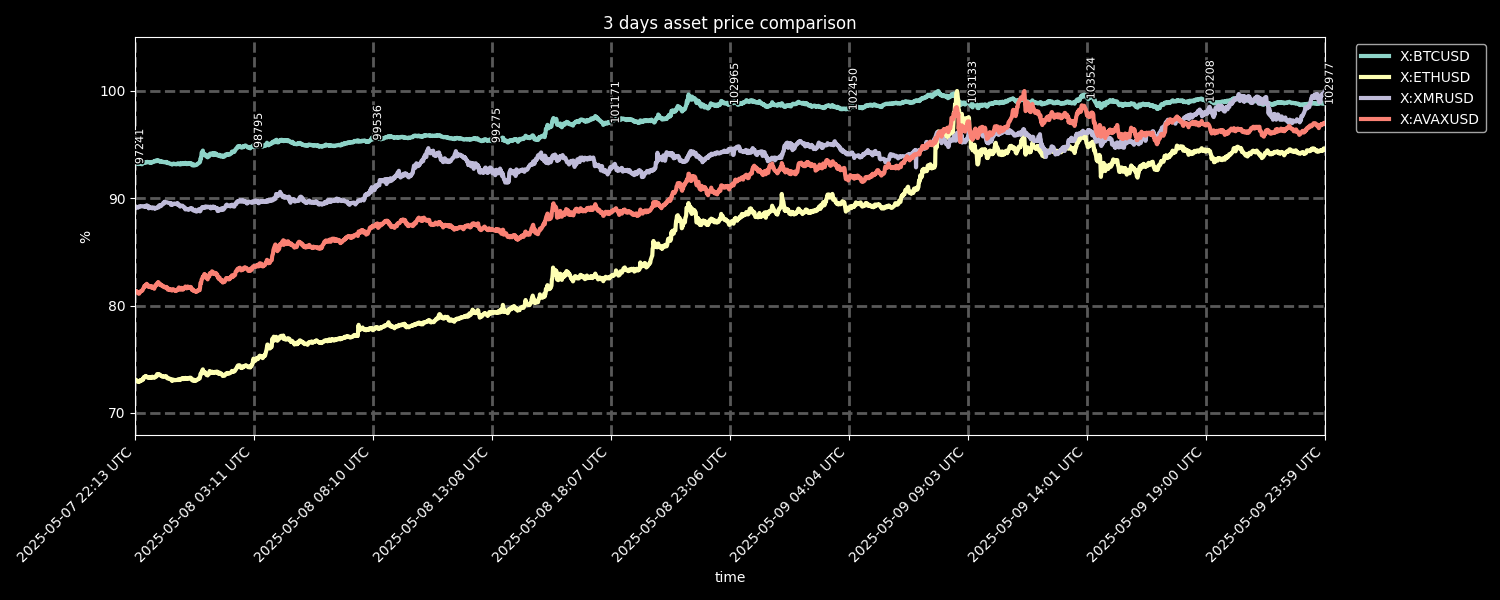 3 days asset price comparison
X:BTCUSD
X:ETHUSD
X:XMRUSD
X:AVAXUSD
100
90
80
70
%
97241
98795
99536
99275
101171
102965
102450
103133
103524
103208
102977
2025-05-07 22:13 UTC
2025-05-08 03:11 UTC
2025-05-08 08:10 UTC
2025-05-08 13:08 UTC
2025-05-08 18:07 UTC
2025-05-08 23:06 UTC
2025-05-09 04:04 UTC
2025-05-09 09:03 UTC
2025-05-09 14:01 UTC
2025-05-09 19:00 UTC
2025-05-09 23:59 UTC
time